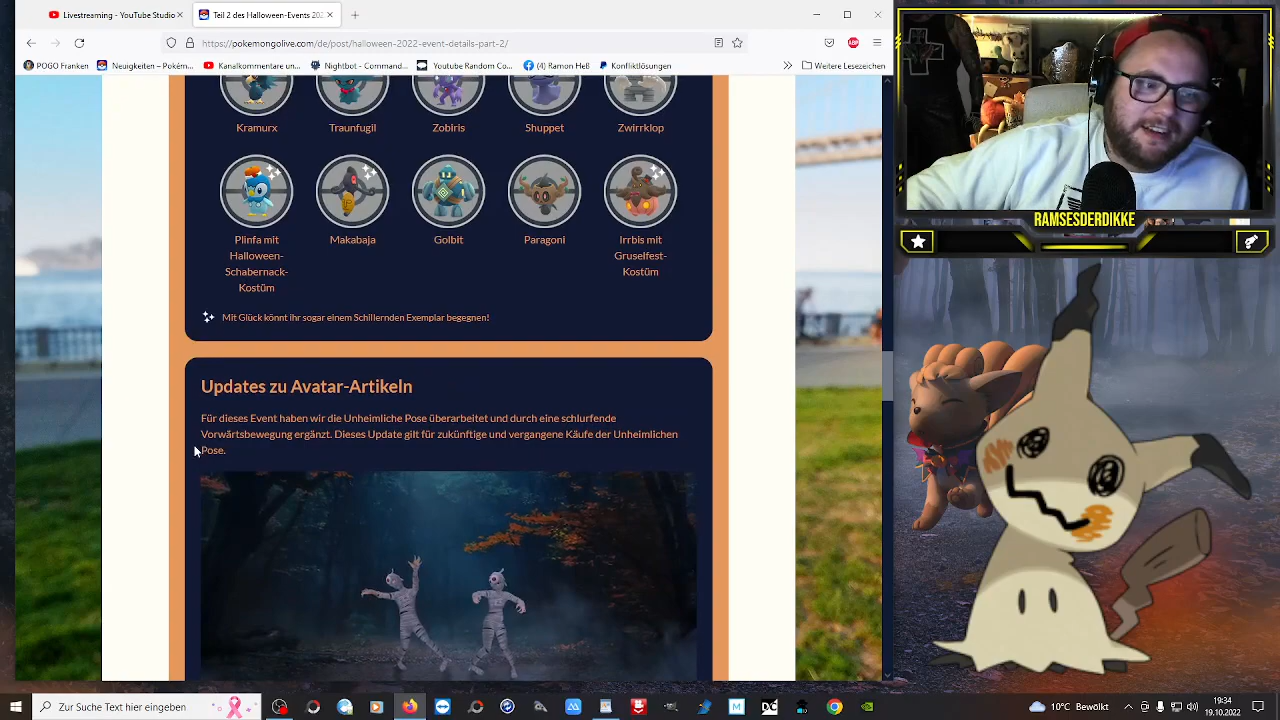 Livestreaming - YouTube Studio
Teil 2 des Halloween-Events 202
https://pokemongolive.com/de/post/halloween-2022-event-details-part-2/
POGO Franken
Neuigkeiten – Pokém...
Streamlabs
Nightbot - Comman...
Youtube Random Co...
(4) Ramon Hell
Konfliktlösungen
Weitere Lesezeichen
Kramurx
Traunfugil
Zobiris
Shuppet
Zwirrklop
Plinfa mit
Halloween-
Schabernack-
Kostüm
Makabaja
Golbit
Paragoni
Irrbis mit
Gruselfest-
Kostüm
Mit Glück könnt ihr sogar einem Schillernden Exemplar begegnen!
Updates zu Avatar-Artikeln
Für dieses Event haben wir die Unheimliche Pose überarbeitet und durch eine schlurfende
Vorwärtsbewegung ergänzt. Dieses Update gilt für zukünftige und vergangene Käufe der Unheimlichen
Pose.
RAMSESDERDIKKE
Zur Suche Text hier eingeben
10°C Bewölkt
19:34
19.10.2022